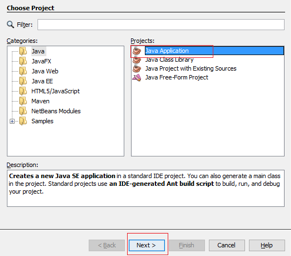 Choose Project
Filter:
Categories:
Java
JavaFX
Java Web
Java EE
HTML5/JavaScript
Maven
NetBeans Modules
Samples
Projects:
Java Application
Java Class Library
Java Project with Existing Sources
Java Free-Form Project
Description:
Creates a new Java SE application in a standard IDE project. You can also generate a main class
in the project. Standard projects use an IDE-generated Ant build script to build, run, and debug
your project.
< Back
Next >
Finish
Cancel
Help